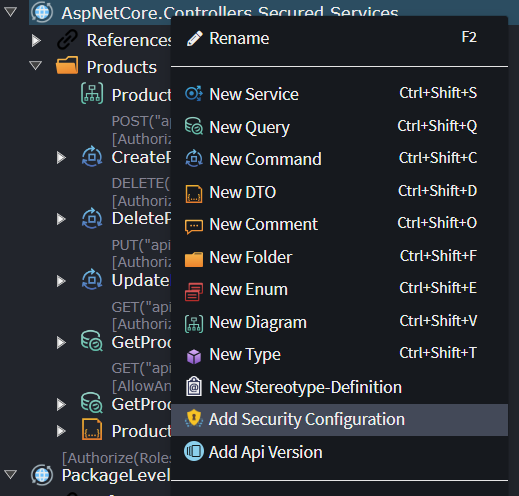 AspNetCore.Controllers.Secured.Services
References
Products
Product
POST("ap
[Authoriz
CreateP
DELETE(
[Authoriz
DeleteP
PUT("api
[Authoriz
Update
GET("api
[Authoriz
GetProd
GET("api
[AllowAn
GetProd
Product
[Authorize(Roles
PackageLevel
Rename F2
New Service Ctrl+Shift+S
New Query Ctrl+Shift+Q
New Command Ctrl+Shift+C
New DTO Ctrl+Shift+D
New Comment Ctrl+Shift+O
New Folder Ctrl+Shift+F
New Enum Ctrl+Shift+E
New Diagram Ctrl+Shift+V
New Type Ctrl+Shift+T
New Stereotype-Definition
Add Security Configuration
Add Api Version